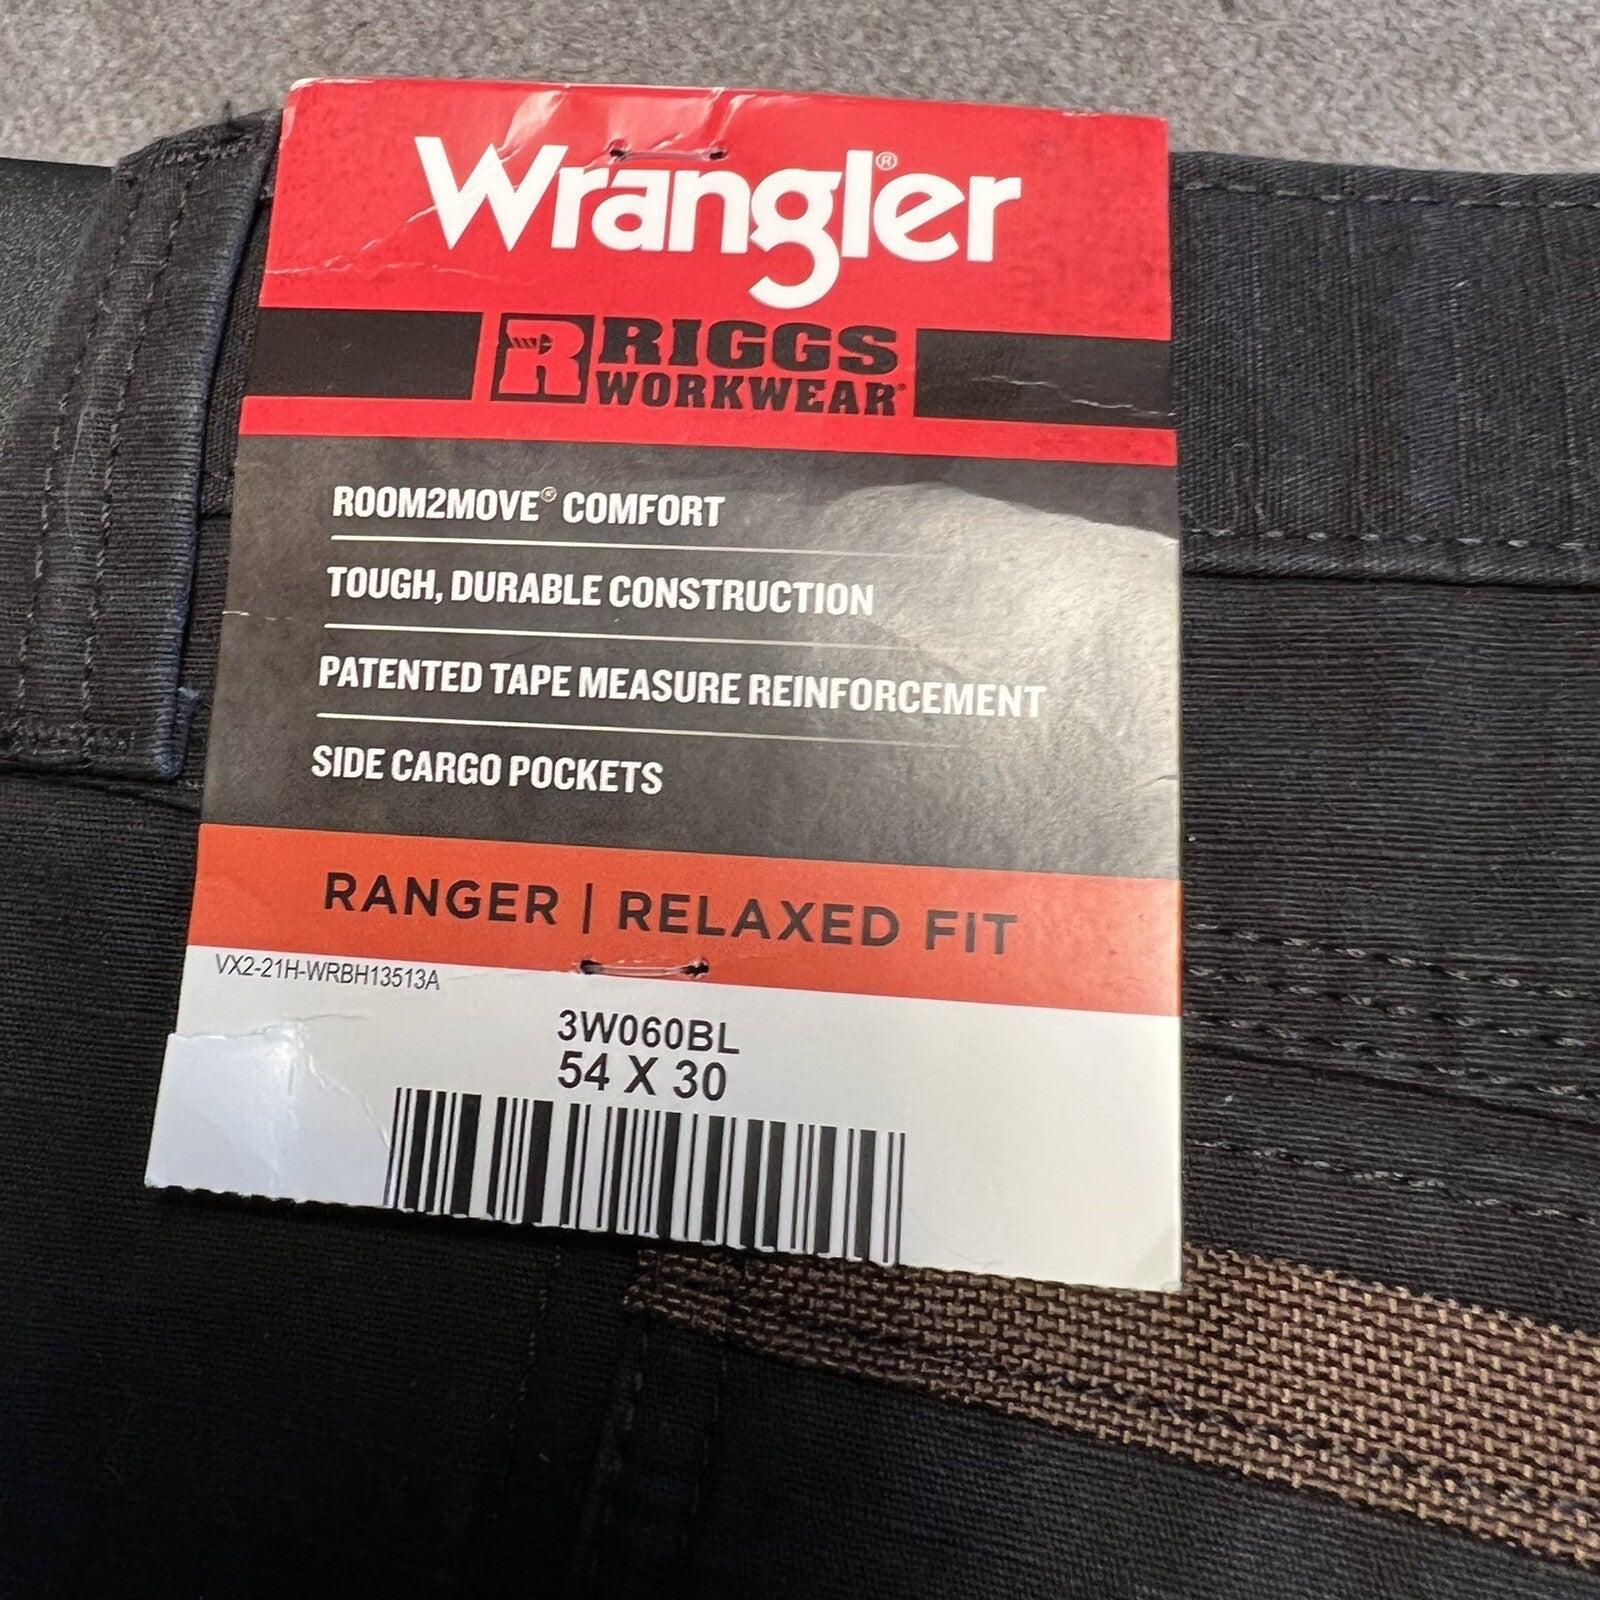 Wrangler®
R RIGGS
WORKWEAR®
ROOM2MOVE® COMFORT
TOUGH, DURABLE CONSTRUCTION
PATENTED TAPE MEASURE REINFORCEMENT
SIDE CARGO POCKETS
RANGER | RELAXED FIT
VX2-21H-WRBH13513A
3W060BL
54 X 30